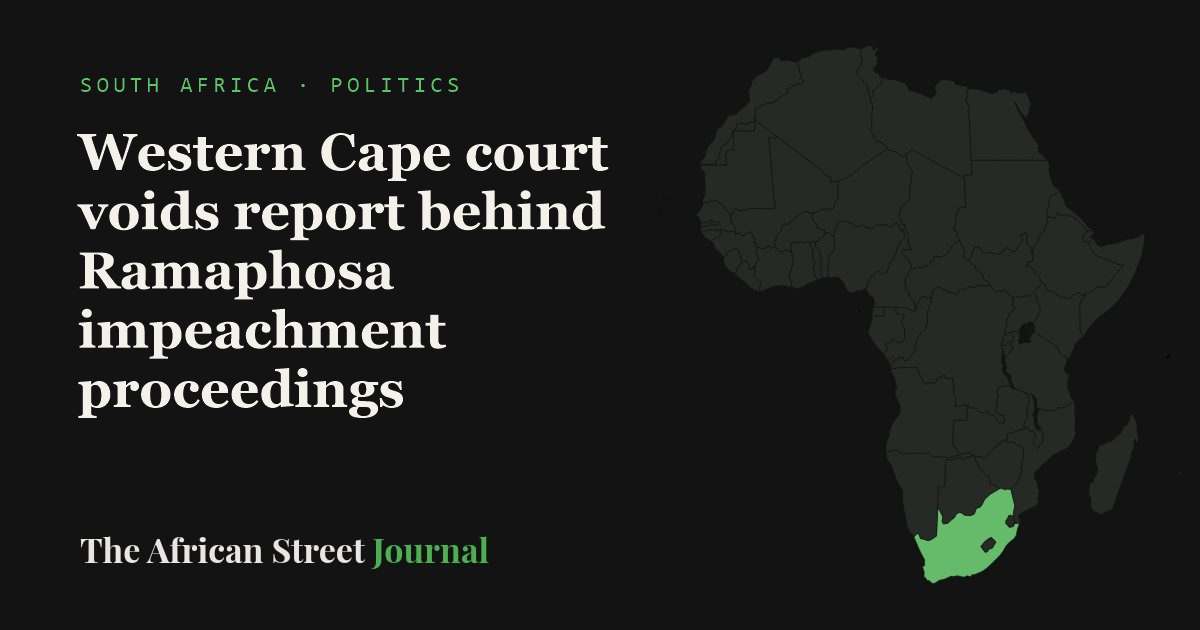 SOUTH AFRICA · POLITICS
Western Cape court
voids report behind
Ramaphosa
impeachment
proceedings
The African Street Journal